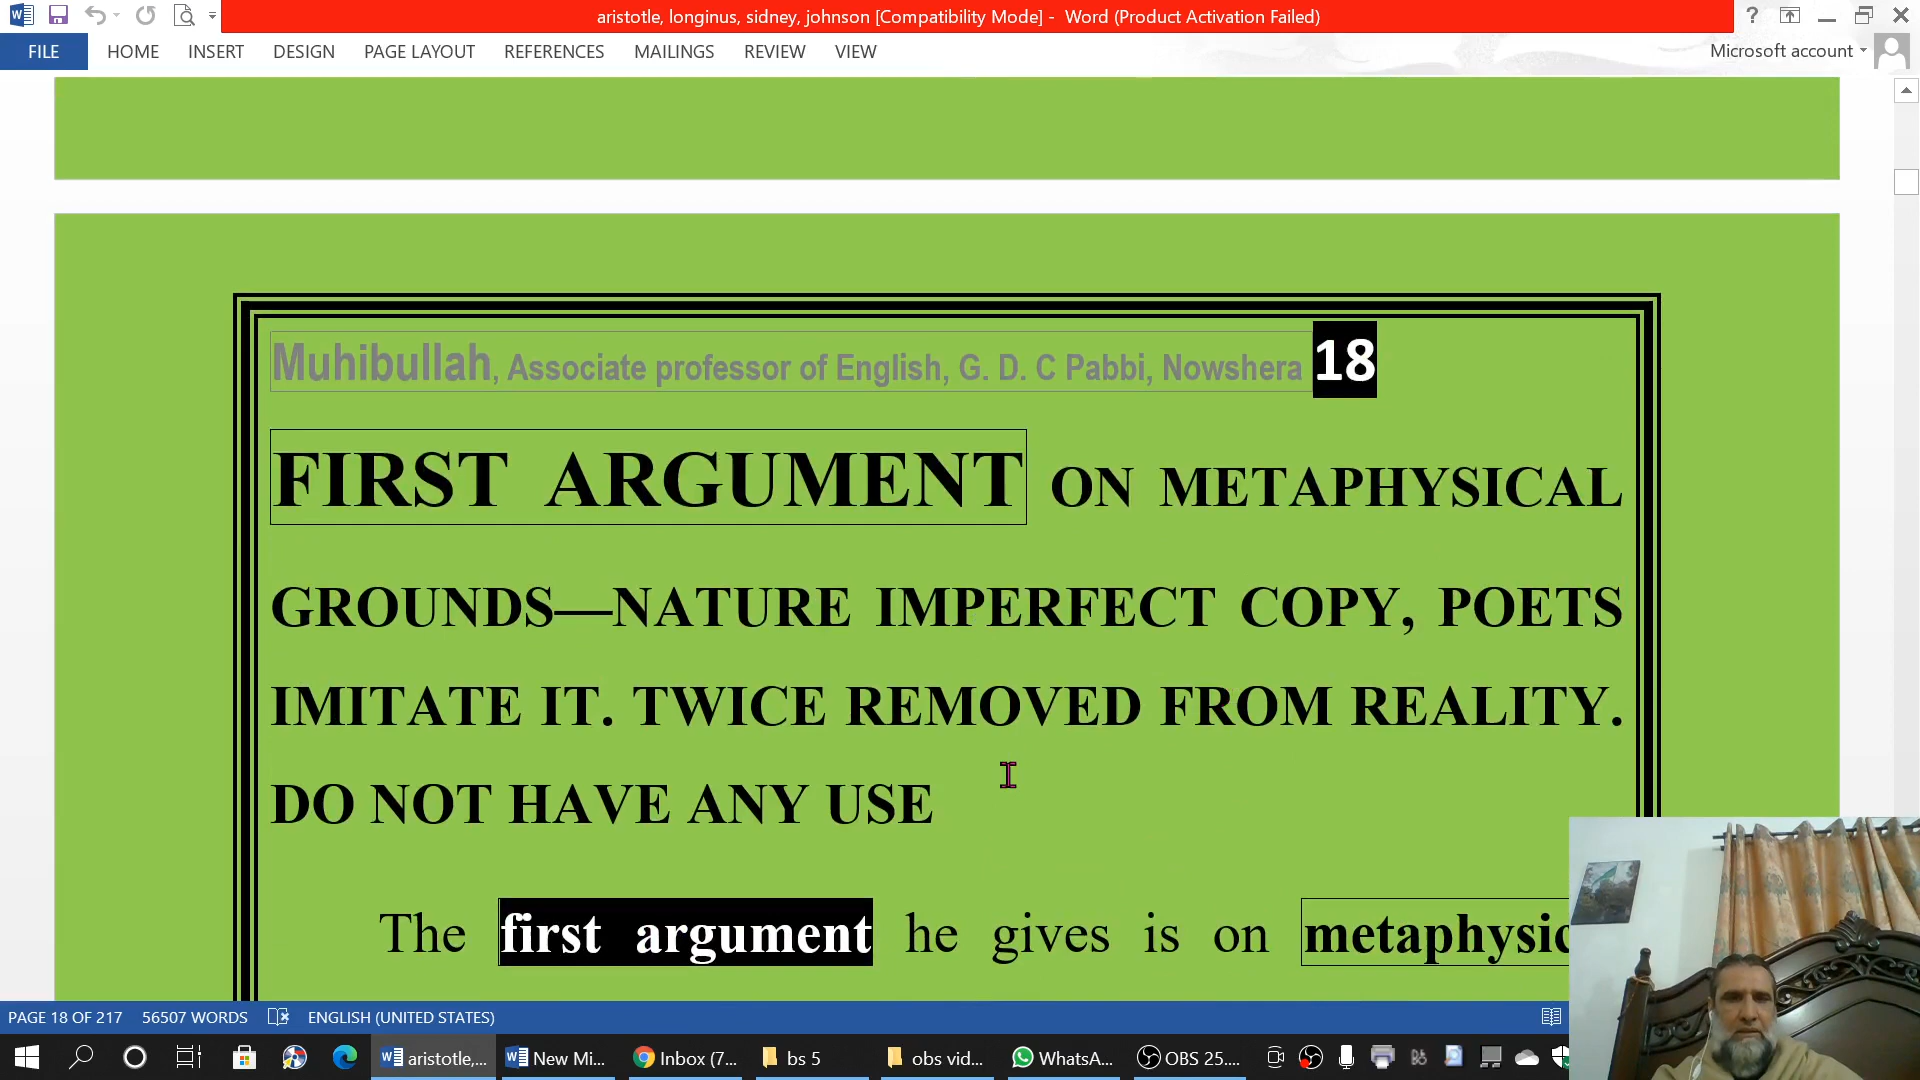 aristotle, longinus, sidney, johnson [Compatibility Mode] - Word (Product Activation Failed)
FILE HOME INSERT DESIGN PAGE LAYOUT REFERENCES MAILINGS REVIEW VIEW Microsoft account
Muhibullah, Associate professor of English, G. D. C Pabbi, Nowshera 18
FIRST ARGUMENT ON METAPHYSICAL
GROUNDS—NATURE IMPERFECT COPY, POETS
IMITATE IT. TWICE REMOVED FROM REALITY.
DO NOT HAVE ANY USE
The first argument he gives is on metaphysic
PAGE 18 OF 217 56507 WORDS ENGLISH (UNITED STATES)
aristotle,... New Mi... Inbox (7... bs 5 obs vid... WhatsA... OBS 25....